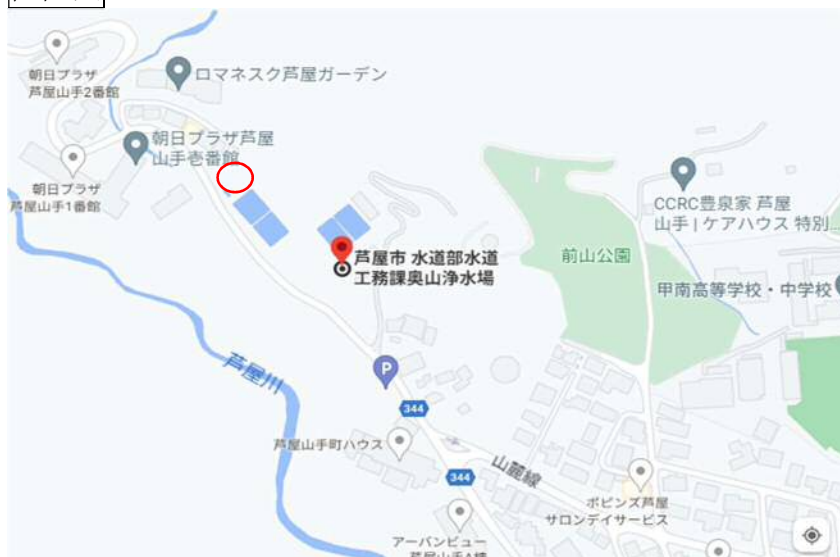 朝日プラザ
芦屋山手2番館
ロマネスク芦屋ガーデン
朝日プラザ芦屋
山手壱番館
朝日プラザ
芦屋山手1番館
CCRC豊泉家 芦屋
山手 | ケアハウス 特別...
芦屋市 水道部水道
工務課奥山浄水場
前山公園
甲南高等学校・中学校
芦屋川
P
344
芦屋山手町ハウス
山麓線
344
ポピンズ芦屋
サロンデイサービス
アーバンビュー